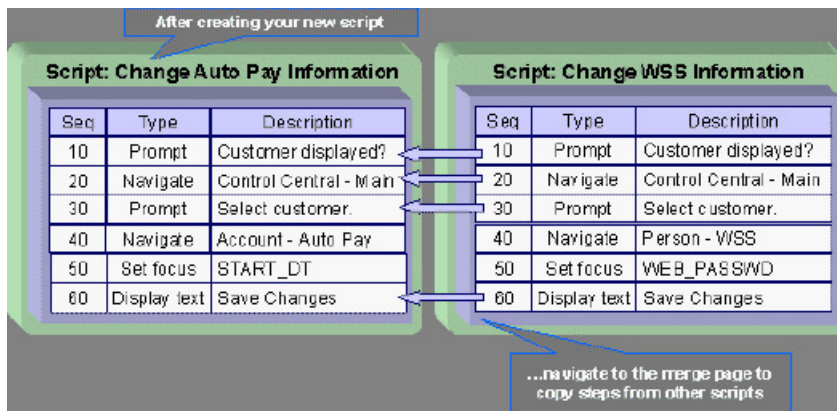 After creating your new script
Script: Change Auto Pay Information
Seq Type Description
10 Prompt Customer displayed?
20 Navigate Control Central - Main
30 Prompt Select customer.
40 Navigate Account - Auto Pay
50 Set focus START_DT
60 Display text Save Changes
Script: Change WSS Information
Seq Type Description
10 Prompt Customer displayed?
20 Navigate Control Central - Main
30 Prompt Select customer.
40 Navigate Person - WSS
50 Set focus WEB_PASSWD
60 Display text Save Changes
...navigate to the merge page to
copy steps from other scripts